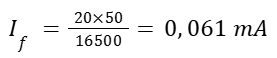 I_f = 20×50/16500 = 0,061 mA